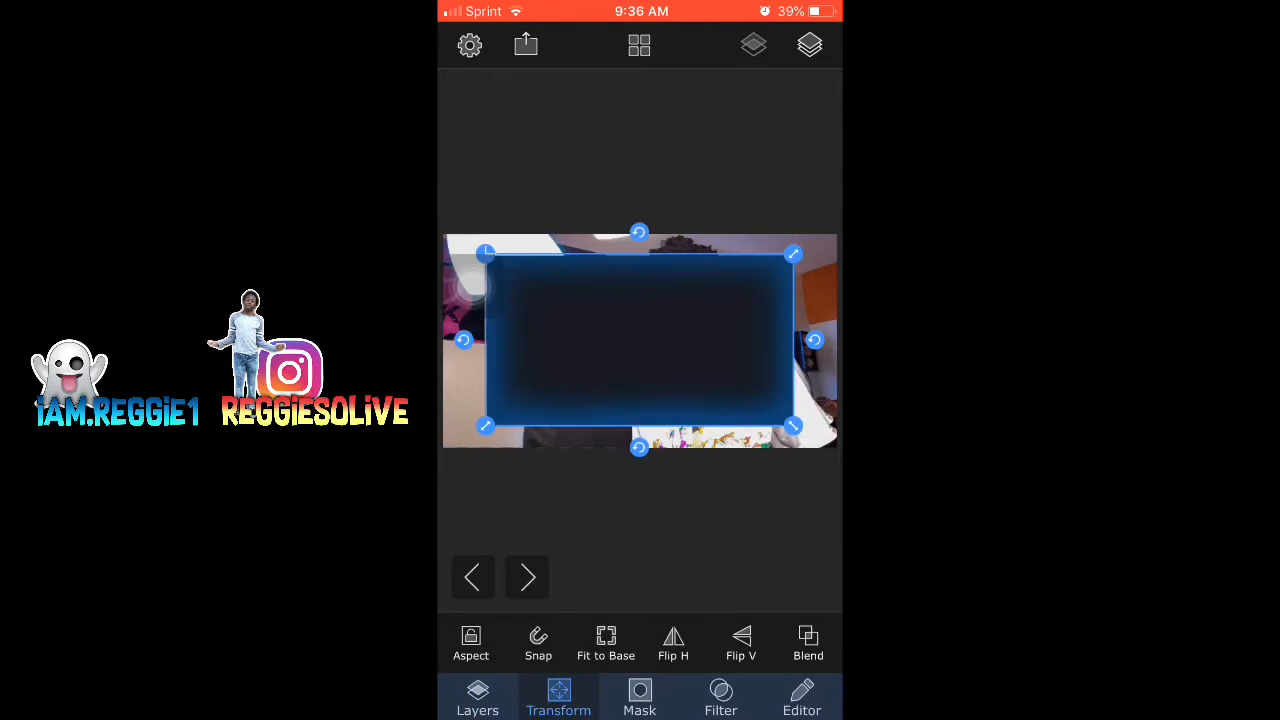 Sprint 9:36 AM 39%
iAM.REGGiE1 REGGiESOLiVE
Aspect Snap Fit to Base Flip H Flip V Blend
Layers Transform Mask Filter Editor